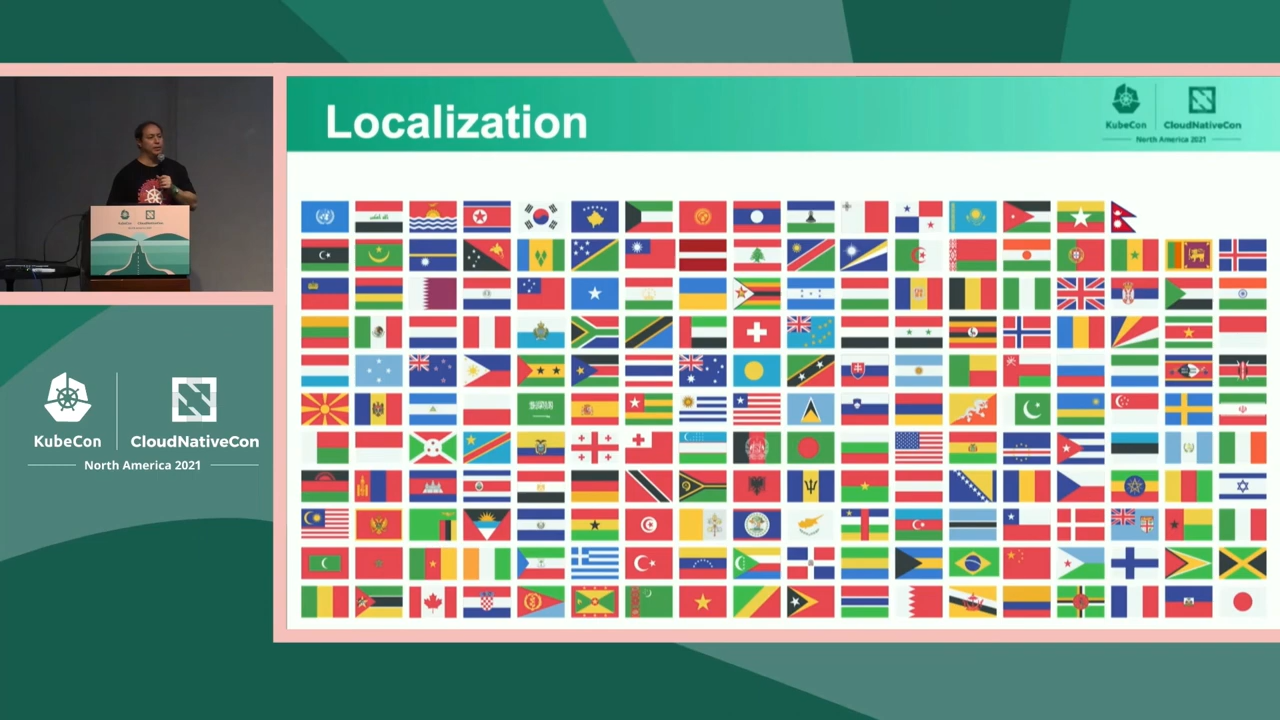 Localization
KubeCon
CloudNativeCon
North America 2021
KubeCon
CloudNativeCon
North America 2021